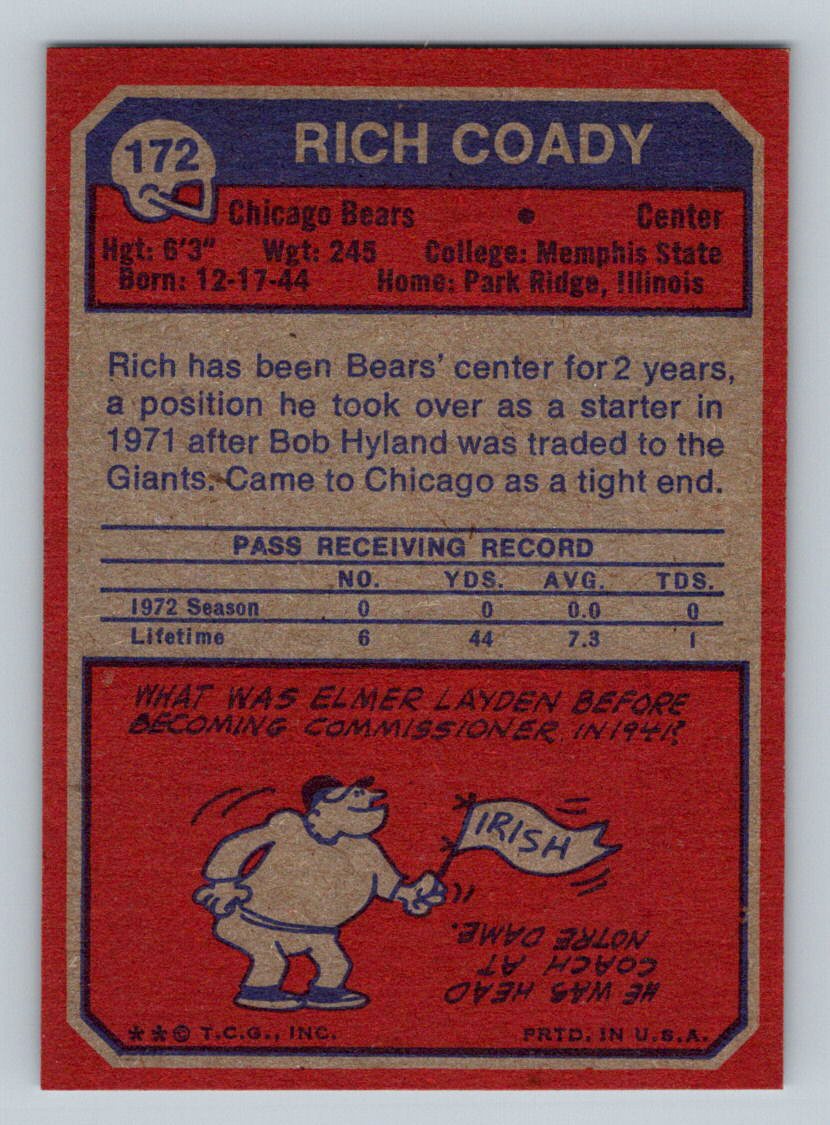 172
RICH COADY
Chicago Bears • Center
Hgt: 6'3" Wgt: 245 College: Memphis State
Born: 12-17-44 Home: Park Ridge, Illinois
Rich has been Bears' center for 2 years,
a position he took over as a starter in
1971 after Bob Hyland was traded to the
Giants. Came to Chicago as a tight end.
PASS RECEIVING RECORD
NO. YDS. AVG. TDS.
1972 Season 0 0 0.0 0
Lifetime 6 44 7.3 1
WHAT WAS ELMER LAYDEN BEFORE
BECOMING COMMISSIONER IN 1941?
IRISH
HE WAS HEAD
COACH AT
NOTRE DAME.
**© T.C.G., INC. PRTD. IN U.S.A.